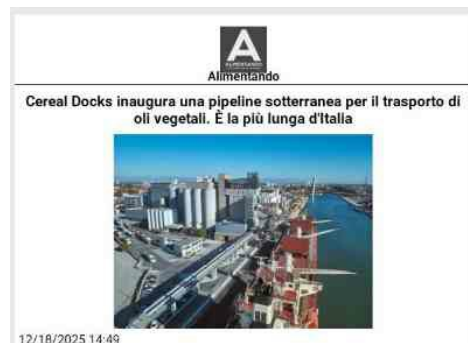 A
ALIMENTANDO
Alimentando
Cereal Docks inaugura una pipeline sotterranea per il trasporto di
oli vegetali. È la più lunga d'Italia
12/18/2025 14:49